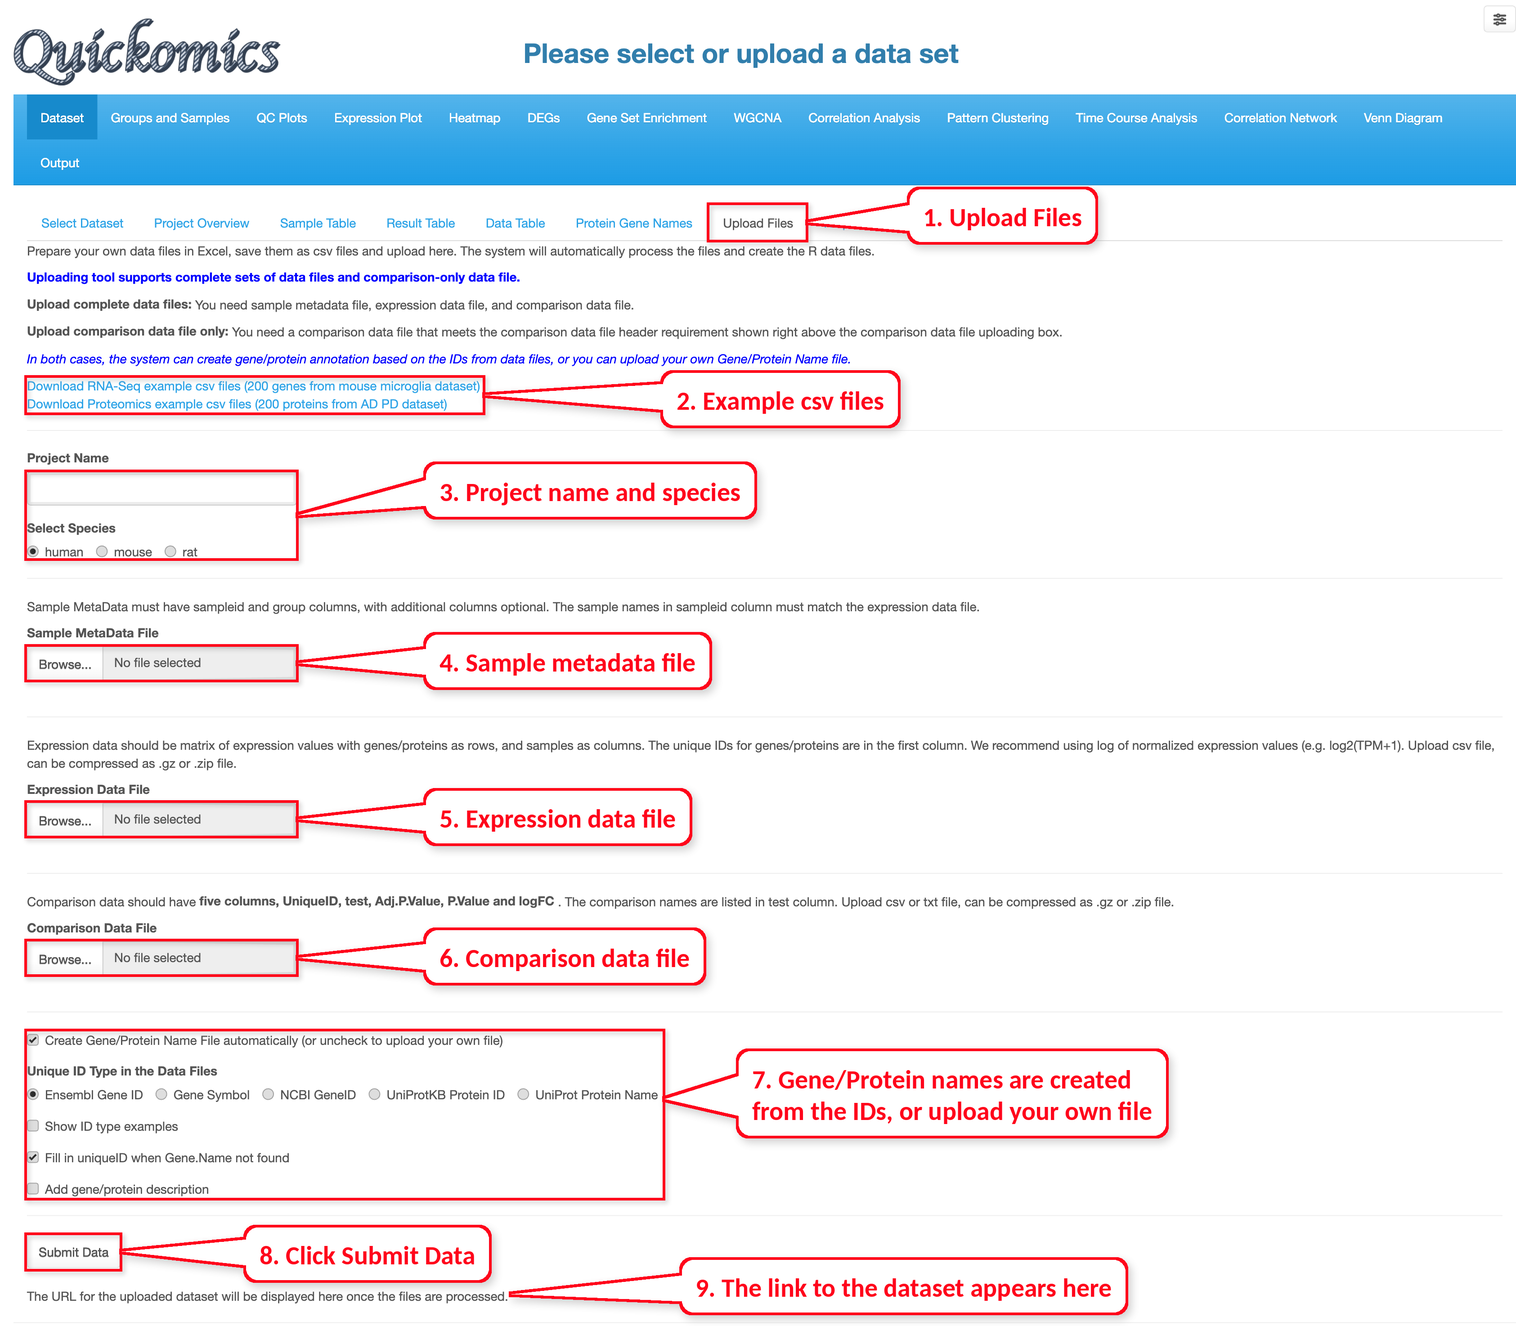 Quickomics
Please select or upload a data set
Dataset Groups and Samples QC Plots Expression Plot Heatmap DEGs Gene Set Enrichment WGCNA Correlation Analysis Pattern Clustering Time Course Analysis Correlation Network Venn Diagram
Output
Select Dataset Project Overview Sample Table Result Table Data Table Protein Gene Names Upload Files
1. Upload Files
Prepare your own data files in Excel, save them as csv files and upload here. The system will automatically process the files and create the R data files.
Uploading tool supports complete sets of data files and comparison-only data file.
Upload complete data files: You need sample metadata file, expression data file, and comparison data file.
Upload comparison data file only: You need a comparison data file that meets the comparison data file header requirement shown right above the comparison data file uploading box.
In both cases, the system can create gene/protein annotation based on the IDs from data files, or you can upload your own Gene/Protein Name file.
Download RNA-Seq example csv files (200 genes from mouse microglia dataset)
Download Proteomics example csv files (200 proteins from AD PD dataset)
2. Example csv files
Project Name
3. Project name and species
Select Species
human mouse rat
Sample MetaData must have sampleid and group columns, with additional columns optional. The sample names in sampleid column must match the expression data file.
Sample MetaData File
Browse... No file selected
4. Sample metadata file
Expression data should be matrix of expression values with genes/proteins as rows, and samples as columns. The unique IDs for genes/proteins are in the first column. We recommend using log of normalized expression values (e.g. log2(TPM+1). Upload csv file,
can be compressed as .gz or .zip file.
Expression Data File
Browse... No file selected
5. Expression data file
Comparison data should have five columns, UniqueID, test, Adj.P.Value, P.Value and logFC . The comparison names are listed in test column. Upload csv or txt file, can be compressed as .gz or .zip file.
Comparison Data File
Browse... No file selected
6. Comparison data file
Create Gene/Protein Name File automatically (or uncheck to upload your own file)
Unique ID Type in the Data Files
Ensembl Gene ID Gene Symbol NCBI GeneID UniProtKB Protein ID UniProt Protein Name
Show ID type examples
Fill in uniqueID when Gene.Name not found
Add gene/protein description
7. Gene/Protein names are created
from the IDs, or upload your own file
Submit Data
8. Click Submit Data
The URL for the uploaded dataset will be displayed here once the files are processed.
9. The link to the dataset appears here